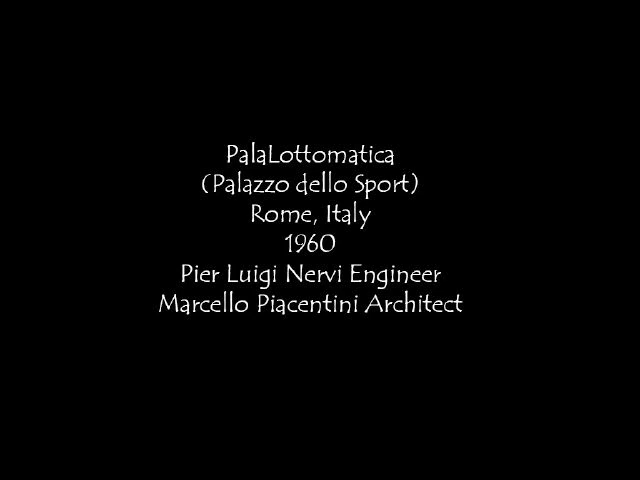 PalaLottomatica
(Palazzo dello Sport)
Rome, Italy
1960
Pier Luigi Nervi Engineer
Marcello Piacentini Architect